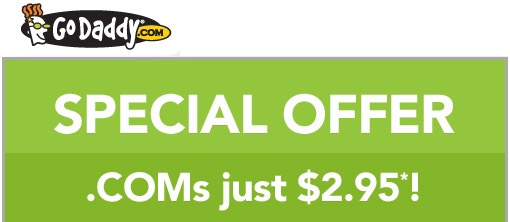 GoDaddy.COM
SPECIAL OFFER
.COMs just $2.95*!